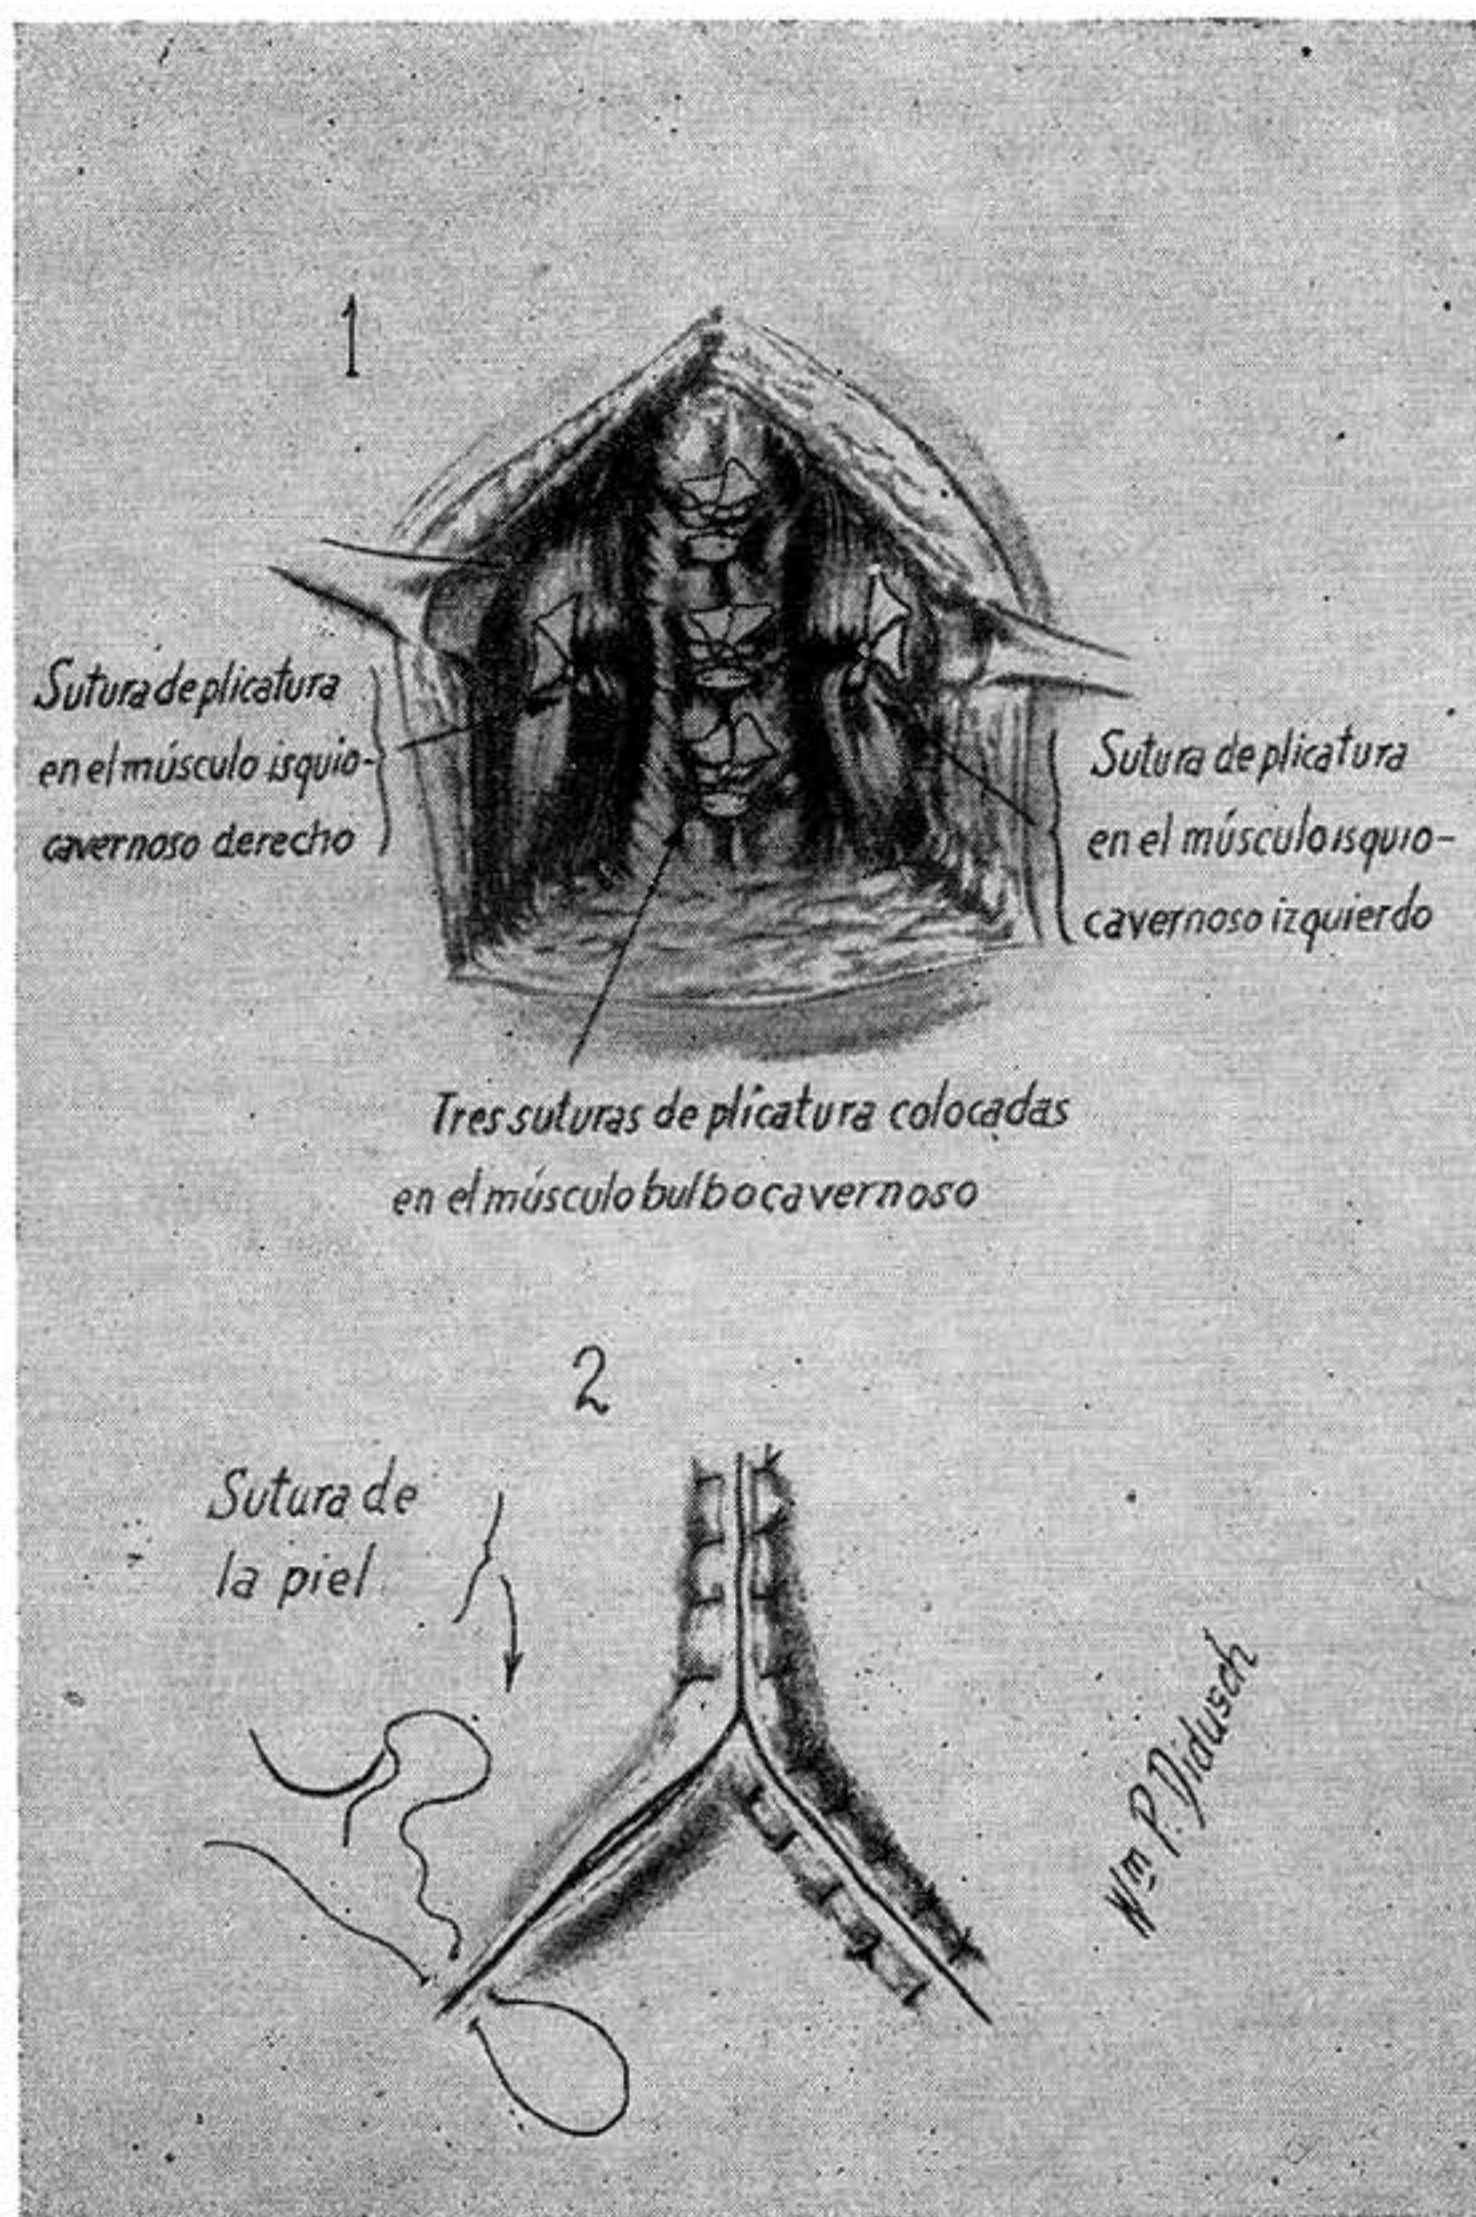 1
Sutura de plicatura
en el músculo isquio-
cavernoso derecho
Sutura de plicatura
en el músculo isquio-
cavernoso izquierdo
Tres suturas de plicatura colocadas
en el músculo bulbocavernoso
2
Sutura de
la piel
Wm P. Didusch